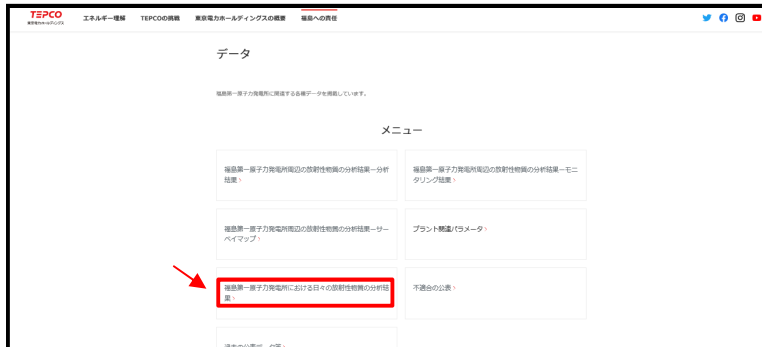 TEPCO
東京電力ホールディングス
エネルギー理解 TEPCOの挑戦 東京電力ホールディングスの概要 福島への責任
データ
福島第一原子力発電所に関連する各種データを掲載しています。
メニュー
福島第一原子力発電所周辺の放射性物質の分析結果ー分析
結果 ›
福島第一原子力発電所周辺の放射性物質の分析結果ーモニ
タリング結果 ›
福島第一原子力発電所周辺の放射性物質の分析結果ーサー
ベイマップ ›
プラント関連パラメータ ›
福島第一原子力発電所における日々の放射性物質の分析結
果 ›
不適合の公表 ›